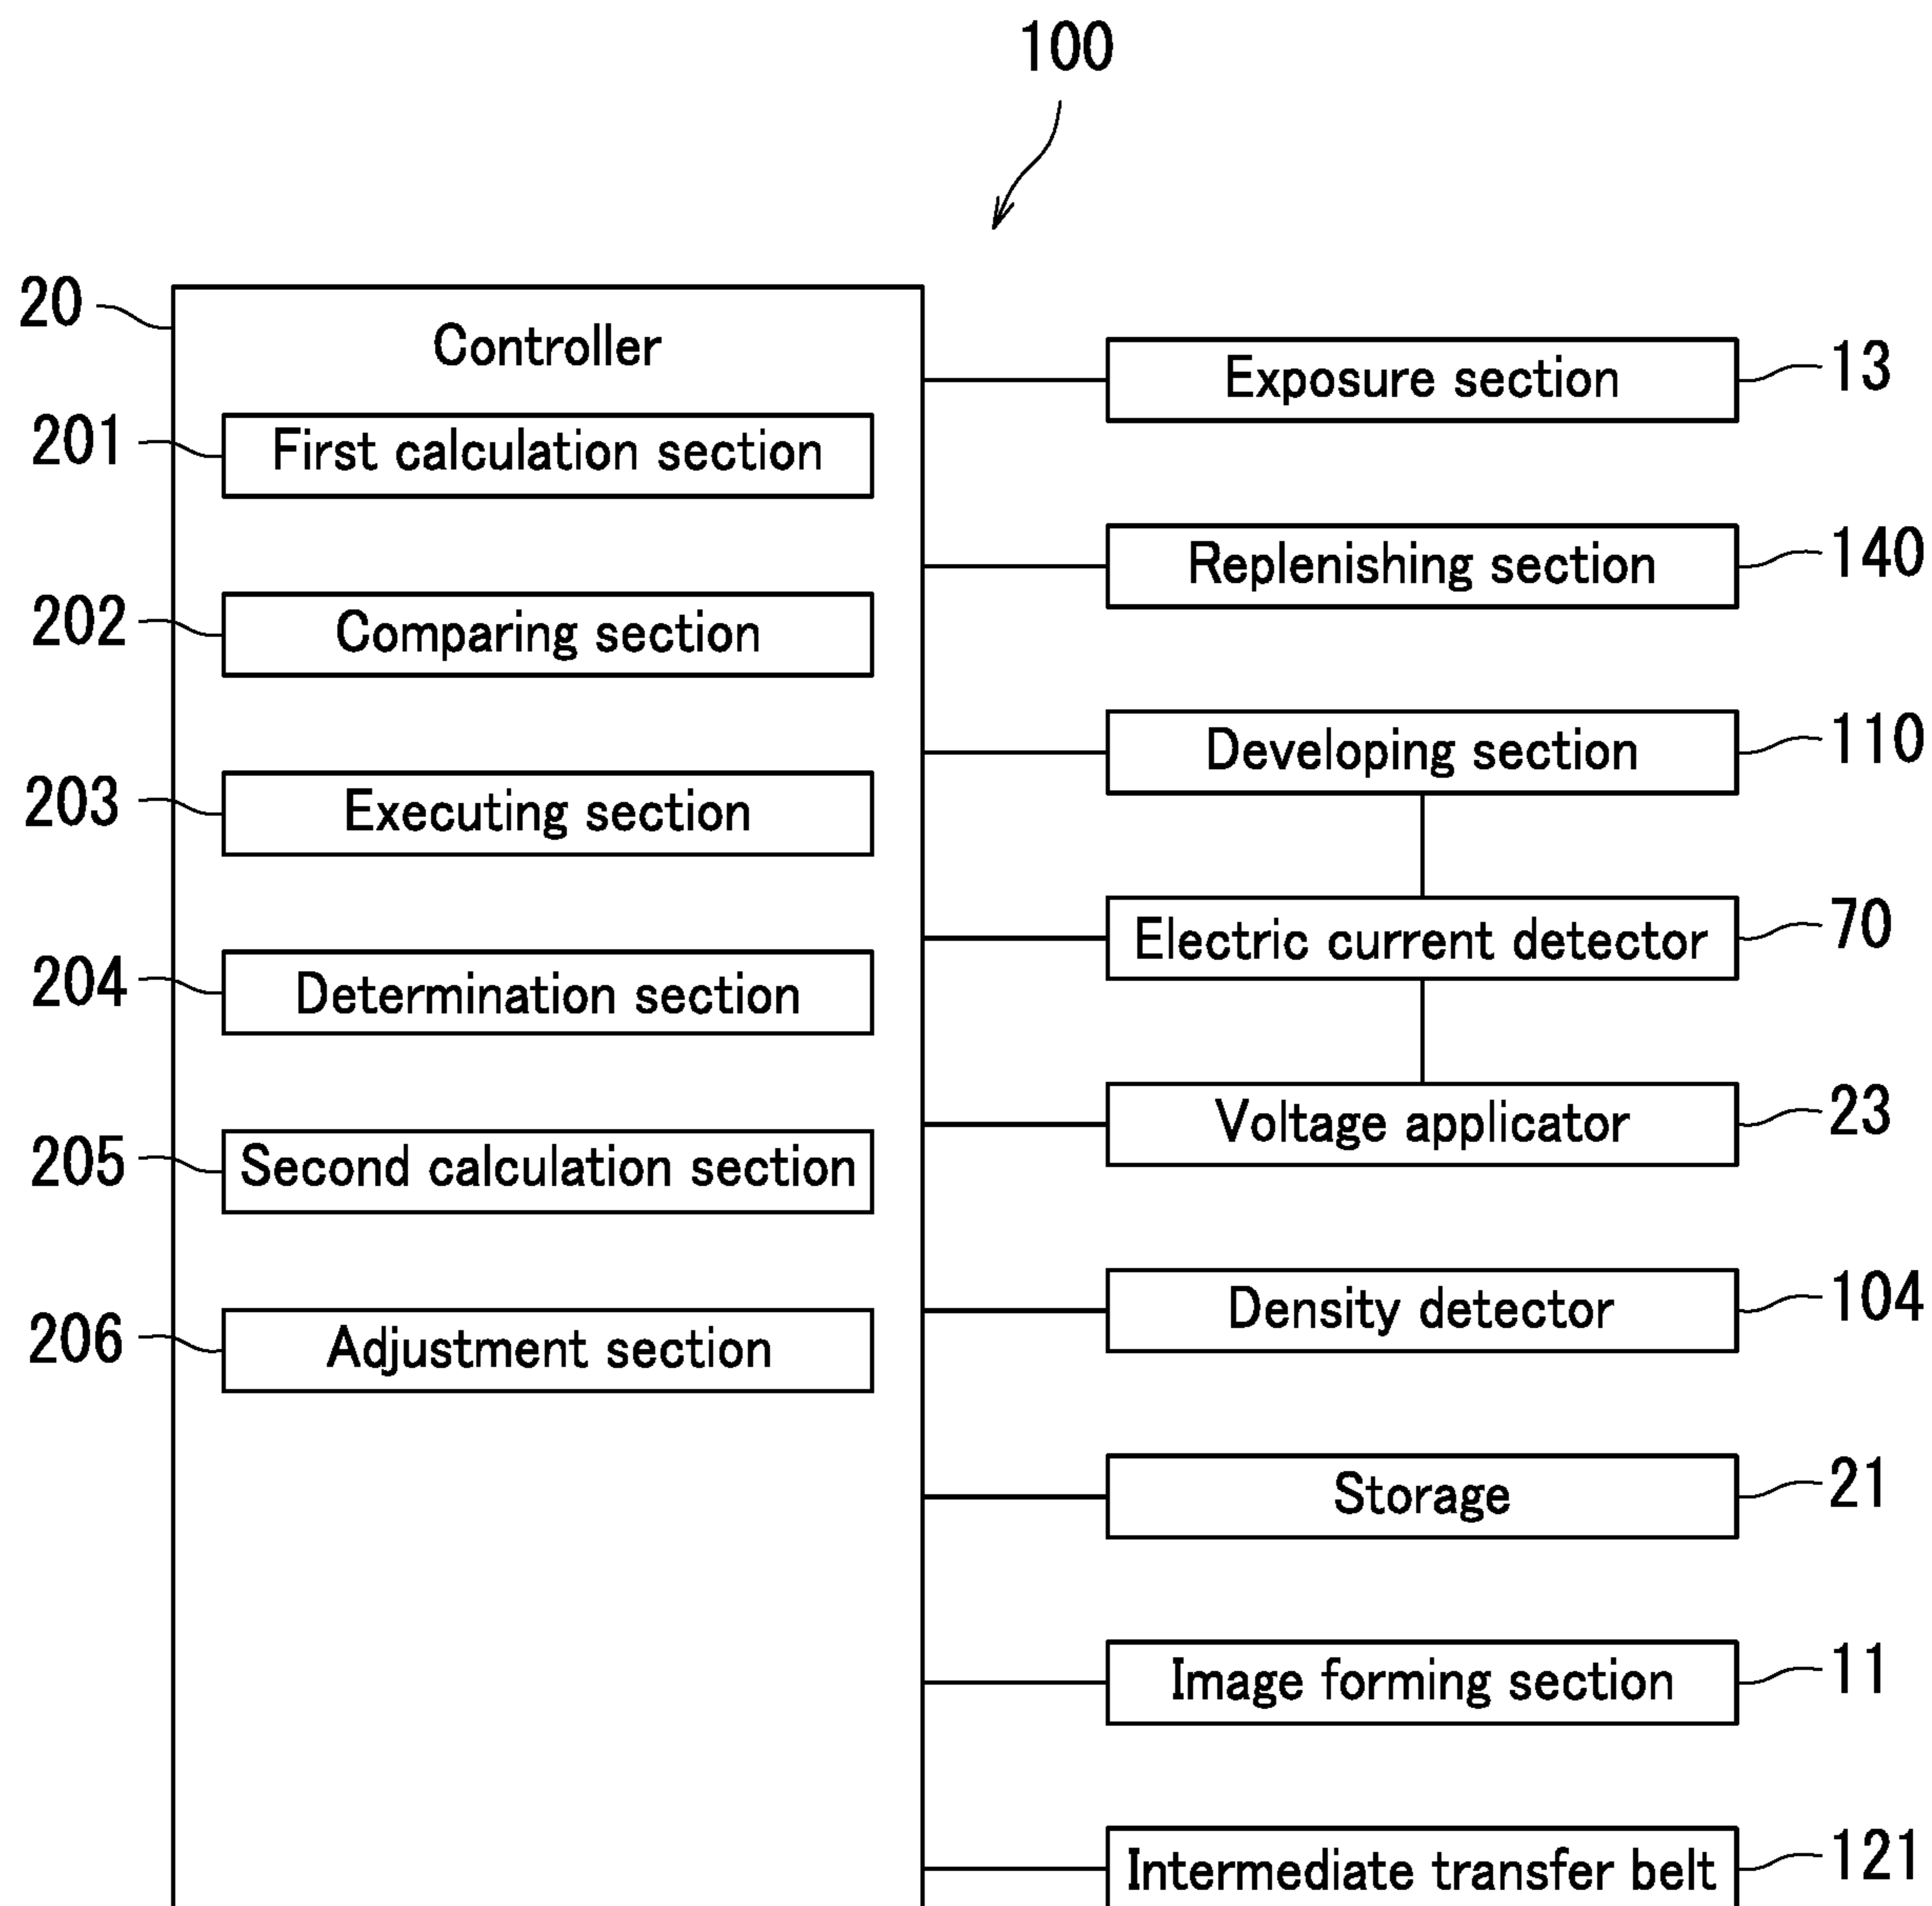 100
20
Controller
201
First calculation section
202
Comparing section
203
Executing section
204
Determination section
205
Second calculation section
206
Adjustment section
Exposure section
13
Replenishing section
140
Developing section
110
Electric current detector
70
Voltage applicator
23
Density detector
104
Storage
21
Image forming section
11
Intermediate transfer belt
121